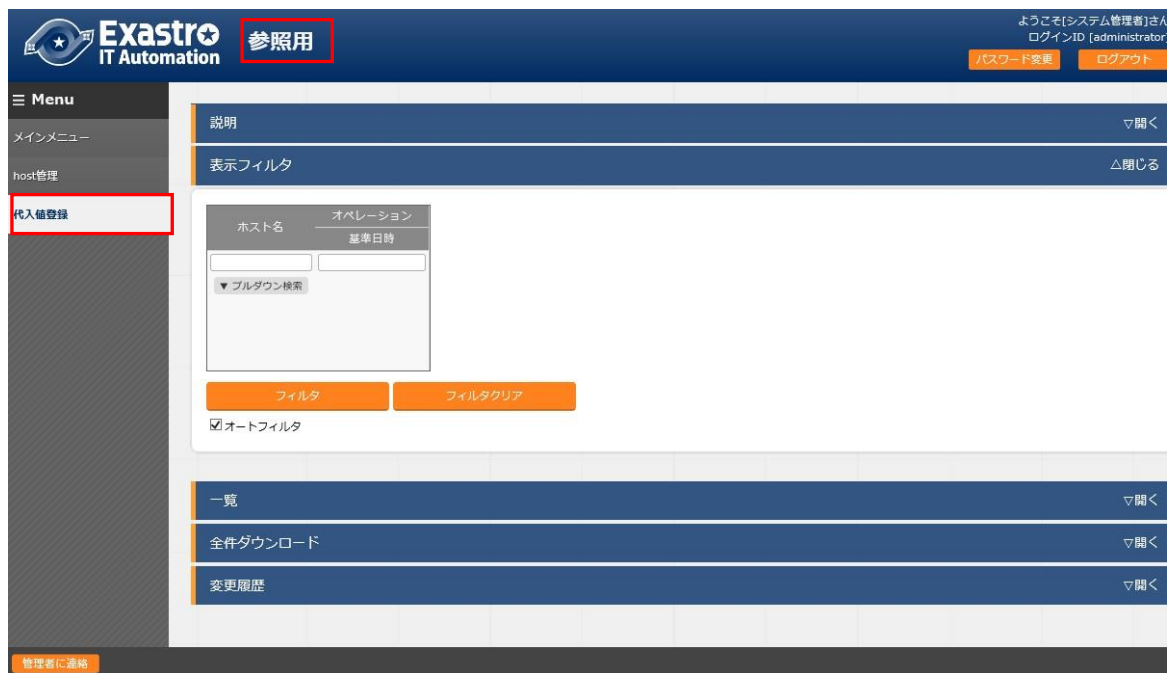 Exastro
IT Automation
参照用
ようこそ[システム管理者]さん
ログインID [administrator]
パスワード変更
ログアウト
Menu
メインメニュー
host管理
代入値登録
説明
▽開く
表示フィルタ
△閉じる
ホスト名
オペレーション
基準日時
▼ プルダウン検索
フィルタ
フィルタクリア
オートフィルタ
一覧
▽開く
全件ダウンロード
▽開く
変更履歴
▽開く
管理者に連絡